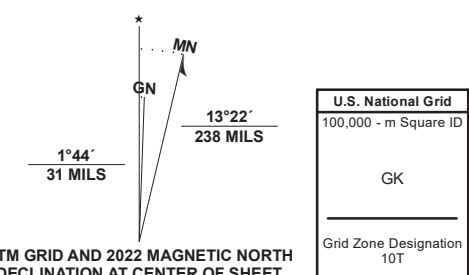 ★
MN
GN
13°22´
238 MILS
1°44´
31 MILS
TM GRID AND 2022 MAGNETIC NORTH
DECLINATION AT CENTER OF SHEET
U.S. National Grid
100,000 - m Square ID
GK
Grid Zone Designation
10T